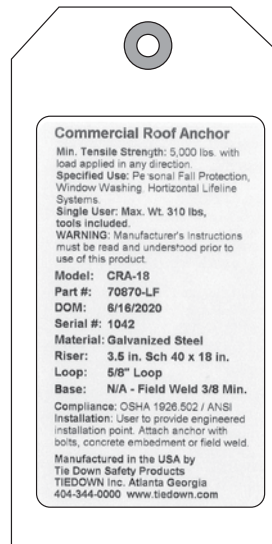 Commercial Roof Anchor
Min. Tensile Strength: 5,000 lbs. with
load applied in any direction.
Specified Use: Personal Fall Protection,
Window Washing. Hortizontal Lifeline
Systems.
Single User: Max. Wt. 310 lbs,
tools included.
WARNING: Manufacturer's Instructions
must be read and understood prior to
use of this product.
Model: CRA-18
Part #: 70870-LF
DOM: 6/16/2020
Serial #: 1042
Material: Galvanized Steel
Riser: 3.5 in. Sch 40 x 18 in.
Loop: 5/8" Loop
Base: N/A - Field Weld 3/8 Min.
Compliance: OSHA 1926.502 / ANSI
Installation: User to provide engineered
installation point. Attach anchor with
bolts, concrete embedment or field weld.
Manufactured in the USA by
Tie Down Safety Products
TIEDOWN Inc. Atlanta Georgia
404-344-0000 www.tiedown.com